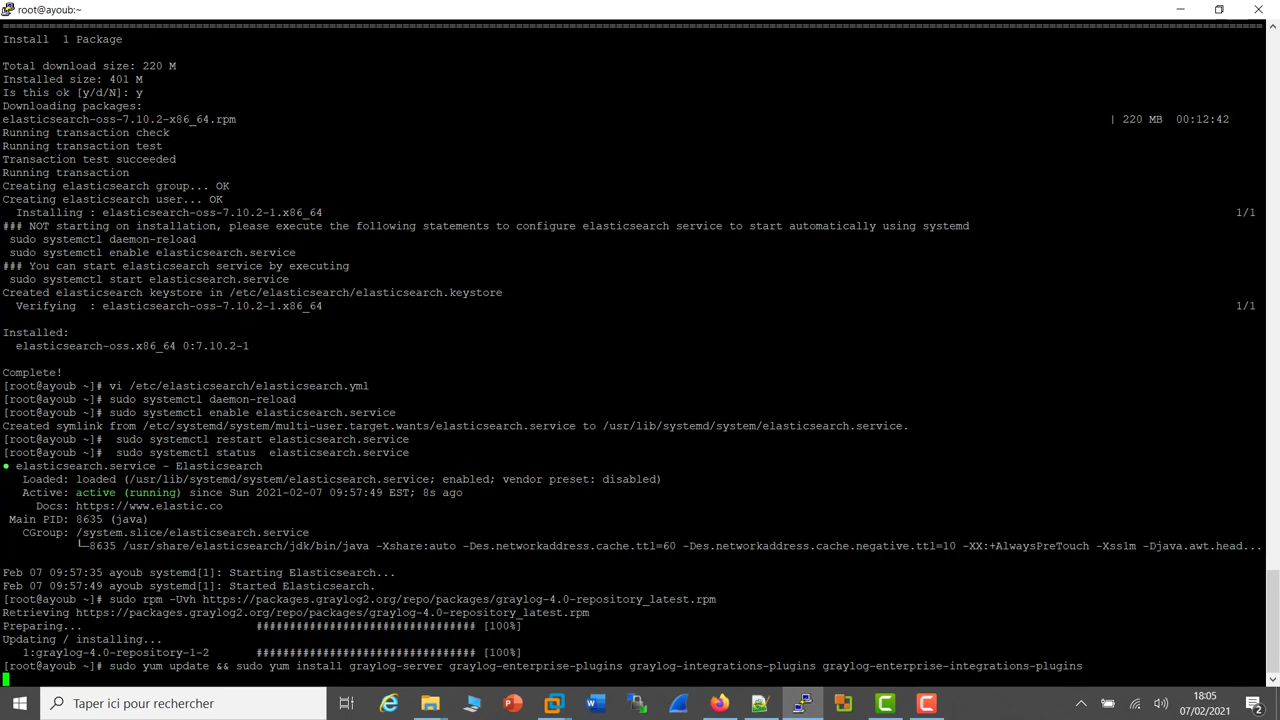 root@ayoub:~
Install  1 Package
Total download size: 220 M
Installed size: 401 M
Is this ok [y/d/N]: y
Downloading packages:
elasticsearch-oss-7.10.2-x86_64.rpm | 220 MB  00:12:42
Running transaction check
Running transaction test
Transaction test succeeded
Running transaction
Creating elasticsearch group... OK
Creating elasticsearch user... OK
Installing : elasticsearch-oss-7.10.2-1.x86_64 1/1
### NOT starting on installation, please execute the following statements to configure elasticsearch service to start automatically using systemd
sudo systemctl daemon-reload
sudo systemctl enable elasticsearch.service
### You can start elasticsearch service by executing
sudo systemctl start elasticsearch.service
Created elasticsearch keystore in /etc/elasticsearch/elasticsearch.keystore
Verifying  : elasticsearch-oss-7.10.2-1.x86_64 1/1
Installed:
elasticsearch-oss.x86_64 0:7.10.2-1
Complete!
[root@ayoub ~]# vi /etc/elasticsearch/elasticsearch.yml
[root@ayoub ~]# sudo systemctl daemon-reload
[root@ayoub ~]# sudo systemctl enable elasticsearch.service
Created symlink from /etc/systemd/system/multi-user.target.wants/elasticsearch.service to /usr/lib/systemd/system/elasticsearch.service.
[root@ayoub ~]#  sudo systemctl restart elasticsearch.service
[root@ayoub ~]#  sudo systemctl status  elasticsearch.service
● elasticsearch.service - Elasticsearch
Loaded: loaded (/usr/lib/systemd/system/elasticsearch.service; enabled; vendor preset: disabled)
Active: active (running) since Sun 2021-02-07 09:57:49 EST; 8s ago
Docs: https://www.elastic.co
Main PID: 8635 (java)
CGroup: /system.slice/elasticsearch.service
└─8635 /usr/share/elasticsearch/jdk/bin/java -Xshare:auto -Des.networkaddress.cache.ttl=60 -Des.networkaddress.cache.negative.ttl=10 -XX:+AlwaysPreTouch -Xss1m -Djava.awt.head...
Feb 07 09:57:35 ayoub systemd[1]: Starting Elasticsearch...
Feb 07 09:57:49 ayoub systemd[1]: Started Elasticsearch.
[root@ayoub ~]# sudo rpm -Uvh https://packages.graylog2.org/repo/packages/graylog-4.0-repository_latest.rpm
Retrieving https://packages.graylog2.org/repo/packages/graylog-4.0-repository_latest.rpm
Preparing... ################################# [100%]
Updating / installing...
1:graylog-4.0-repository-1-2 ################################# [100%]
[root@ayoub ~]# sudo yum update && sudo yum install graylog-server graylog-enterprise-plugins graylog-integrations-plugins graylog-enterprise-integrations-plugins
Taper ici pour rechercher
18:05
07/02/2021
2